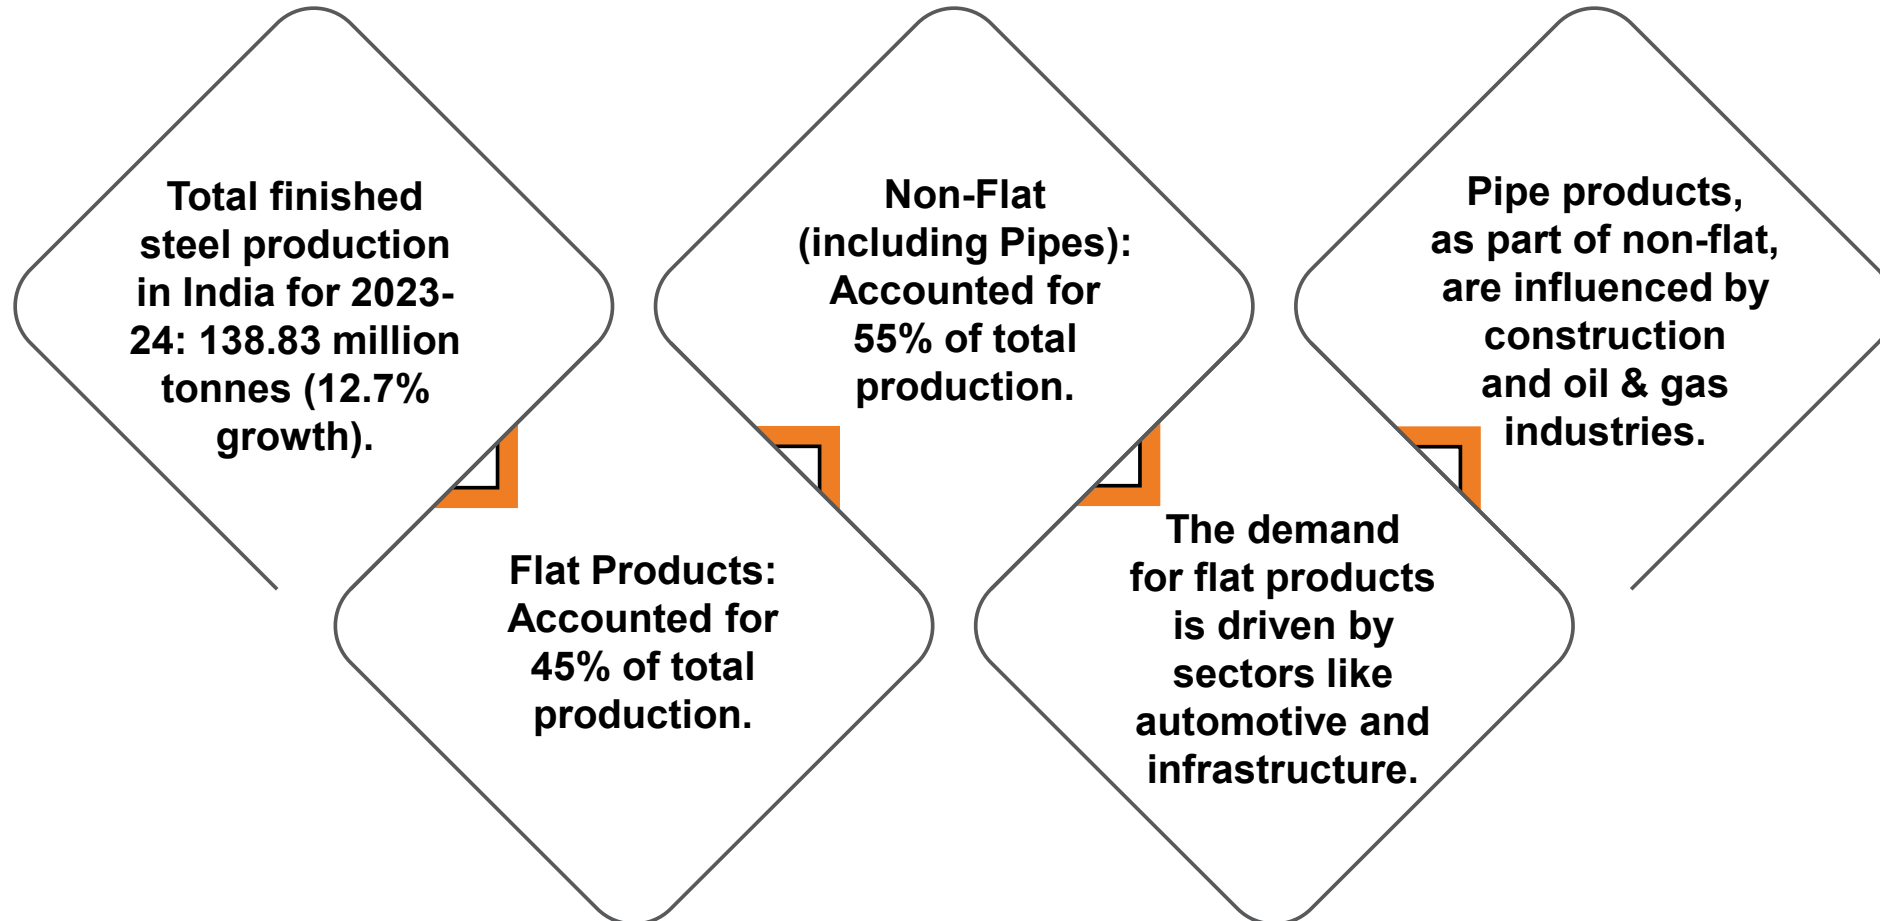 Total finished
steel production
in India for 2023-
24: 138.83 million
tonnes (12.7%
growth).
Flat Products:
Accounted for
45% of total
production.
Non-Flat
(including Pipes):
Accounted for
55% of total
production.
The demand
for flat products
is driven by
sectors like
automotive and
infrastructure.
Pipe products,
as part of non-flat,
are influenced by
construction
and oil & gas
industries.